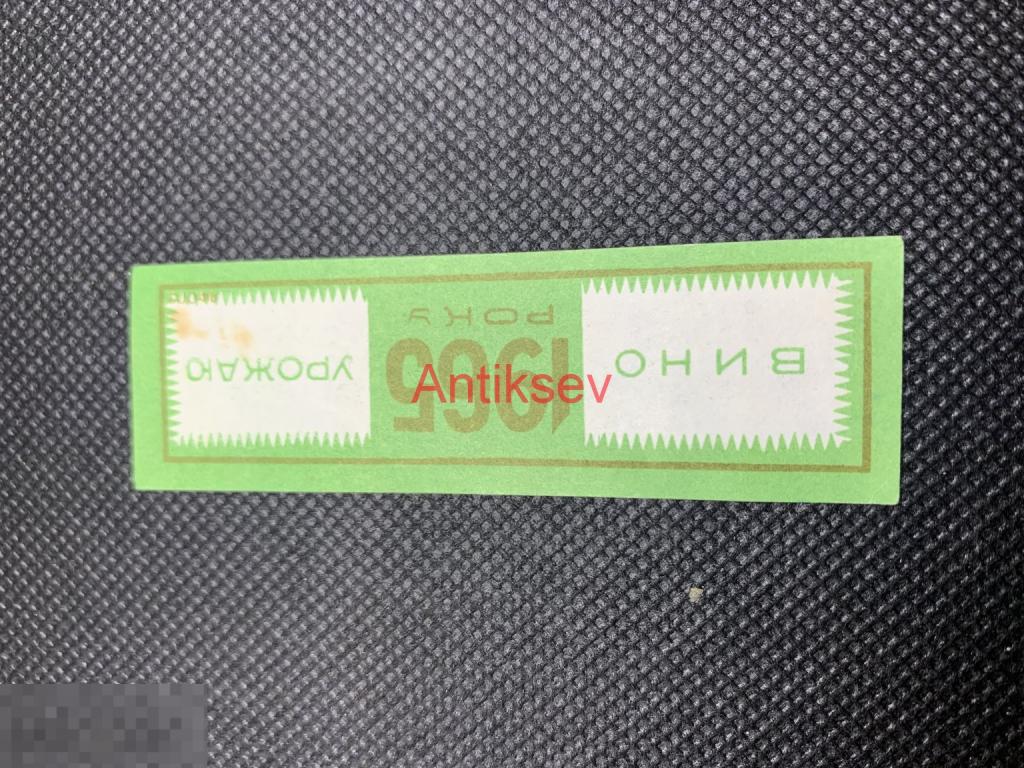 ВИНО
1965
РОКУ
УРОЖАЮ
Antiksev